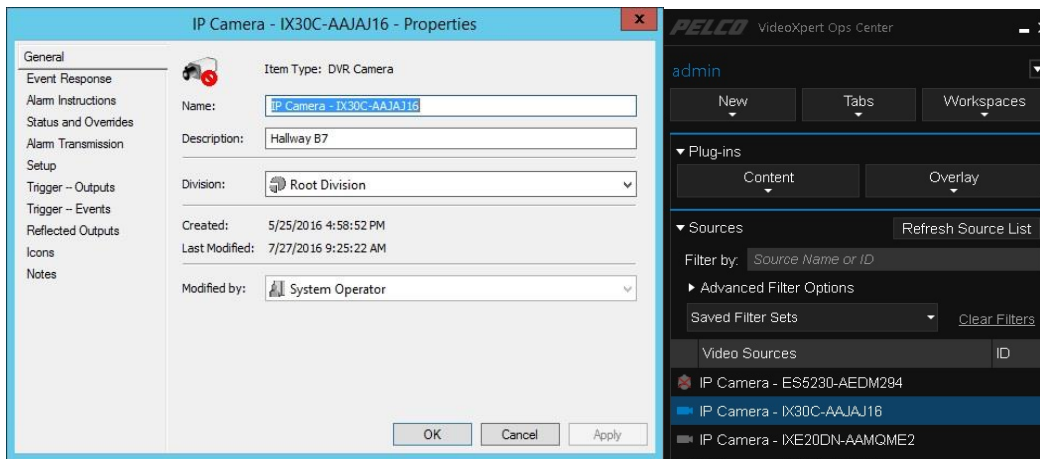 IP Camera - IX30C-AAJAJ16 - Properties
x
General
Event Response
Alarm Instructions
Status and Overrides
Alarm Transmission
Setup
Trigger -- Outputs
Trigger -- Events
Reflected Outputs
Icons
Notes
Item Type: DVR Camera
Name: IP Camera - IX30C-AAJAJ16
Description: Hallway B7
Division: Root Division
Created: 5/25/2016 4:58:52 PM
Last Modified: 7/27/2016 9:25:22 AM
Modified by: System Operator
OK Cancel Apply
PELCO VideoXpert Ops Center
admin
New Tabs Workspaces
Plug-ins
Content Overlay
Sources Refresh Source List
Filter by: Source Name or ID
Advanced Filter Options
Saved Filter Sets Clear Filters
Video Sources ID
IP Camera - ES5230-AEDM294
IP Camera - IX30C-AAJAJ16
IP Camera - IXE20DN-AAMQME2